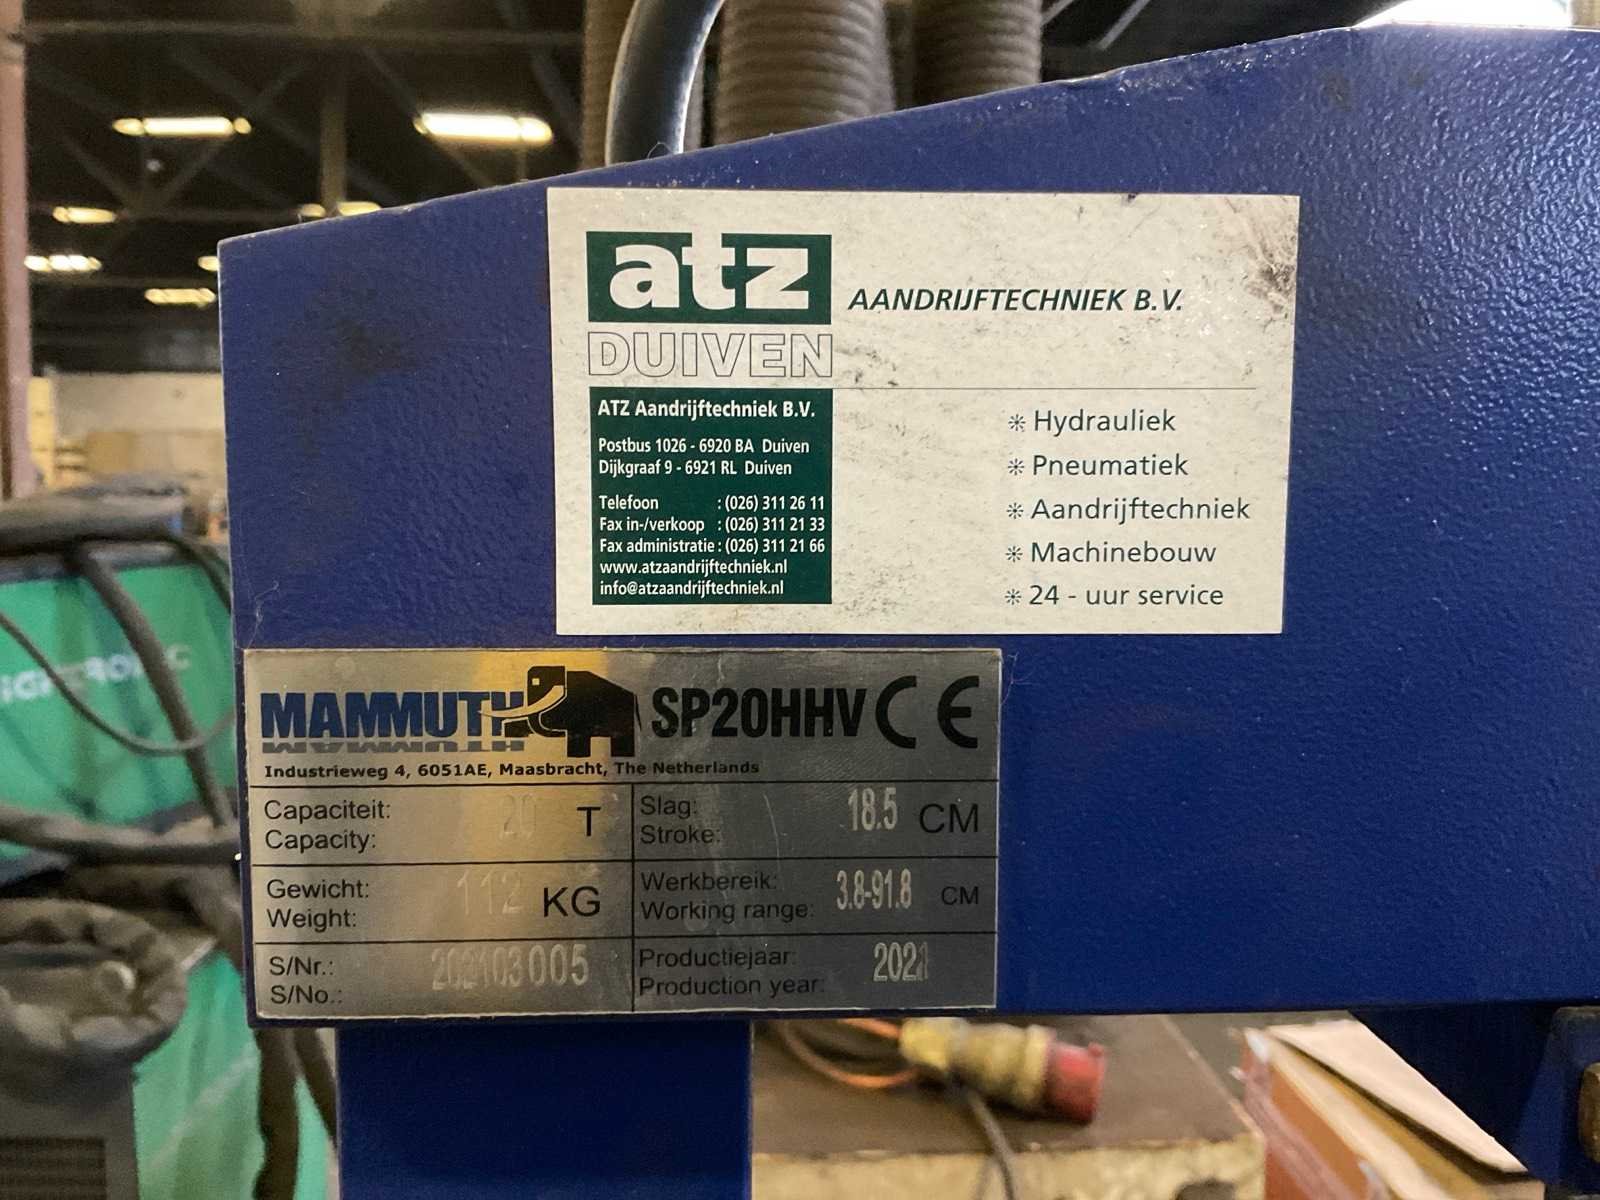 atz
AANDRIJFTECHNIEK B.V.
DUIVEN
ATZ Aandrijftechniek B.V.
Postbus 1026 - 6920 BA Duiven
Dijkgraaf 9 - 6921 RL Duiven
Telefoon : (026) 311 26 11
Fax in-/verkoop : (026) 311 21 33
Fax administratie : (026) 311 21 66
www.atzaandrijftechniek.nl
info@atzaandrijftechniek.nl
✳ Hydrauliek
✳ Pneumatiek
✳ Aandrijftechniek
✳ Machinebouw
✳ 24 - uur service
MAMMUTH SP20HHV CE
Industrieweg 4, 6051AE, Maasbracht, The Netherlands
Capaciteit:
Capacity:
20 T
Slag:
Stroke:
18.5 CM
Gewicht:
Weight:
112 KG
Werkbereik:
Working range:
3.8-91.8 CM
S/Nr.:
S/No.:
202103005
Productiejaar:
Production year:
2021